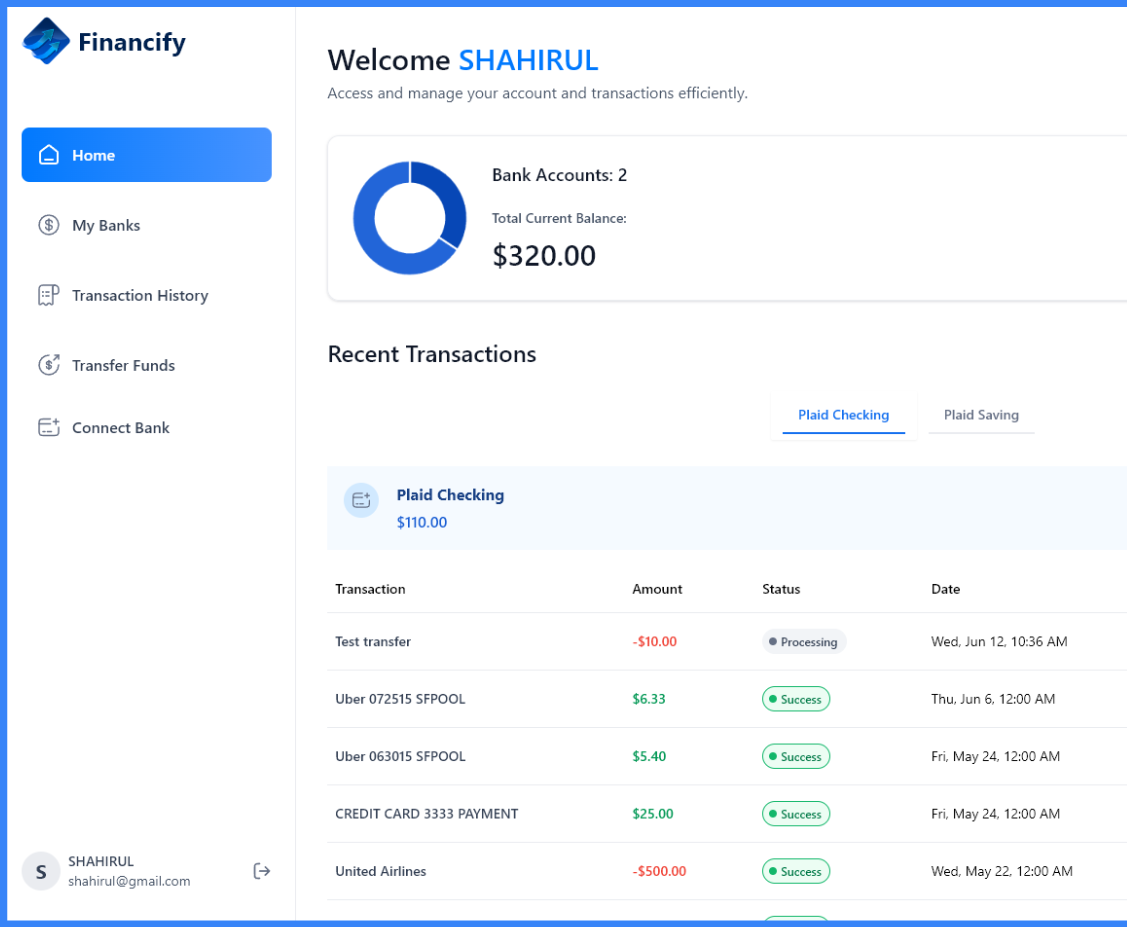 Financify
Home
My Banks
Transaction History
Transfer Funds
Connect Bank
S
SHAHIRUL
shahirul@gmail.com
Welcome SHAHIRUL
Access and manage your account and transactions efficiently.
Bank Accounts: 2
Total Current Balance:
$320.00
Recent Transactions
Plaid Checking Plaid Saving
Plaid Checking
$110.00
Transaction Amount Status Date
Test transfer -$10.00 Processing Wed, Jun 12, 10:36 AM
Uber 072515 SFPOOL $6.33 Success Thu, Jun 6, 12:00 AM
Uber 063015 SFPOOL $5.40 Success Fri, May 24, 12:00 AM
CREDIT CARD 3333 PAYMENT $25.00 Success Fri, May 24, 12:00 AM
United Airlines -$500.00 Success Wed, May 22, 12:00 AM